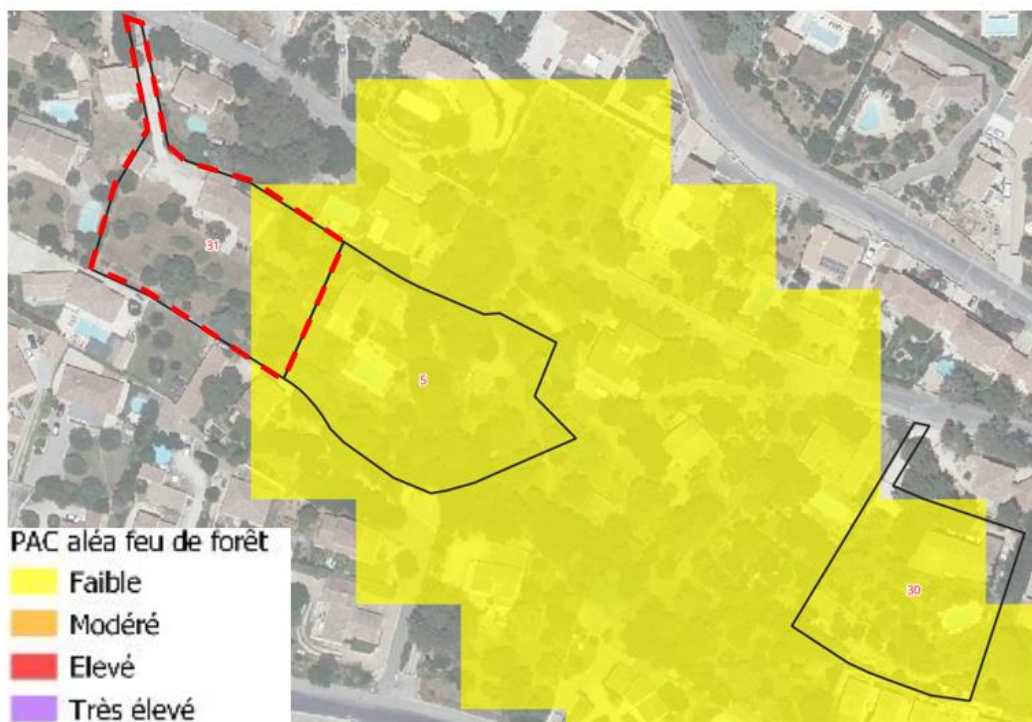 31
5
30
PAC aléa feu de forêt
Faible
Modéré
Elevé
Très élevé